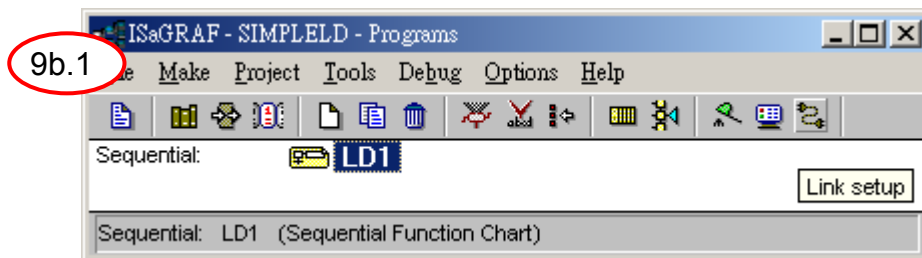 ISaGRAF - SIMPLELD - Programs
9b.1
Make Project Tools Debug Options Help
Sequential: LD1
Link setup
Sequential: LD1 (Sequential Function Chart)